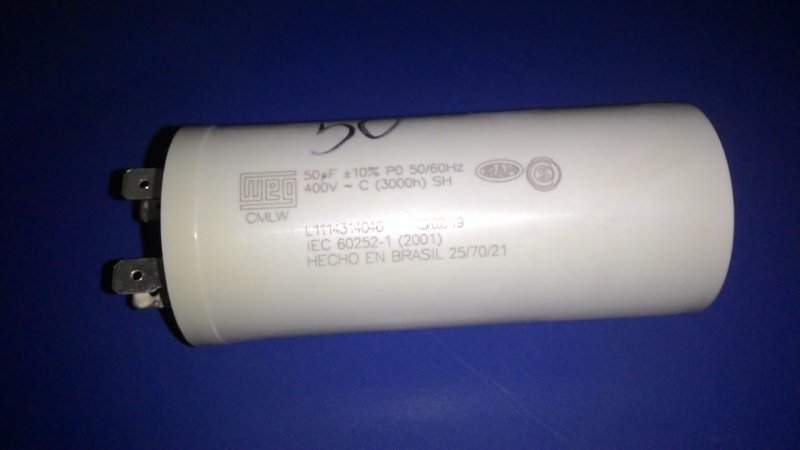 50
50µF ±10% P0 50/60Hz
WEG
400V ~ C (3000h) SH
CMLW
IRAM
S
IEC 60252-1 (2001)
HECHO EN BRASIL 25/70/21